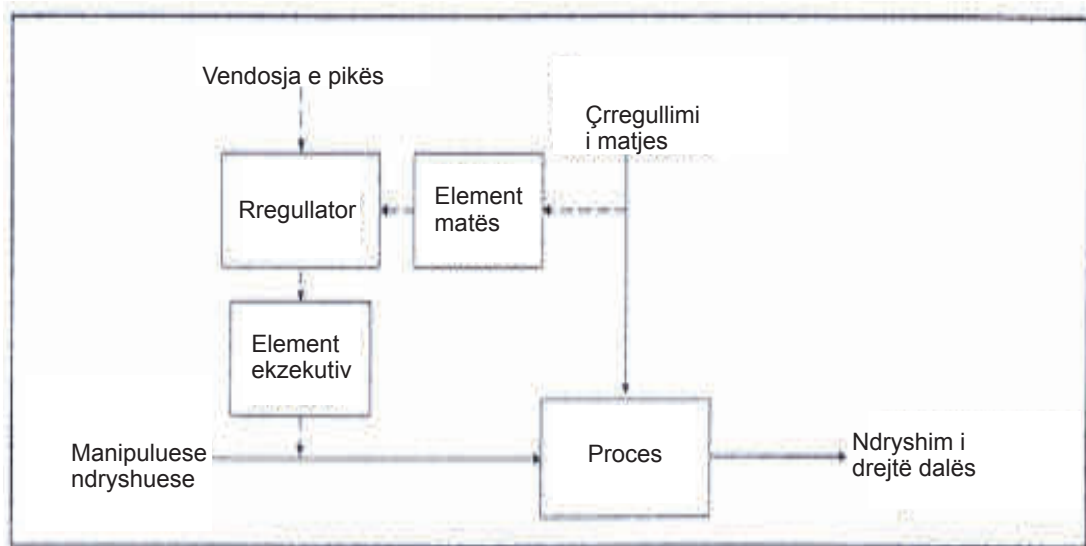 Vendosja e pikës
Çrregullimi
i matjes
Rregullator
Element
matës
Element
ekzekutiv
Manipuluese
ndryshuese
Proces
Ndryshim i
drejtë dalës